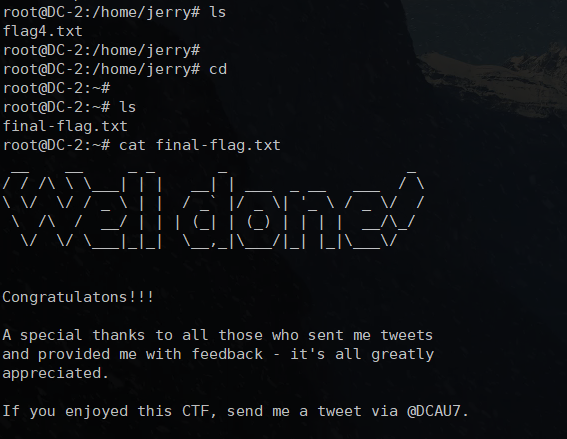 root@DC-2:/home/jerry# ls
flag4.txt
root@DC-2:/home/jerry#
root@DC-2:/home/jerry# cd
root@DC-2:~#
root@DC-2:~# ls
final-flag.txt
root@DC-2:~# cat final-flag.txt
Well done!
Congratulatons!!!
A special thanks to all those who sent me tweets
and provided me with feedback - it's all greatly
appreciated.
If you enjoyed this CTF, send me a tweet via @DCAU7.